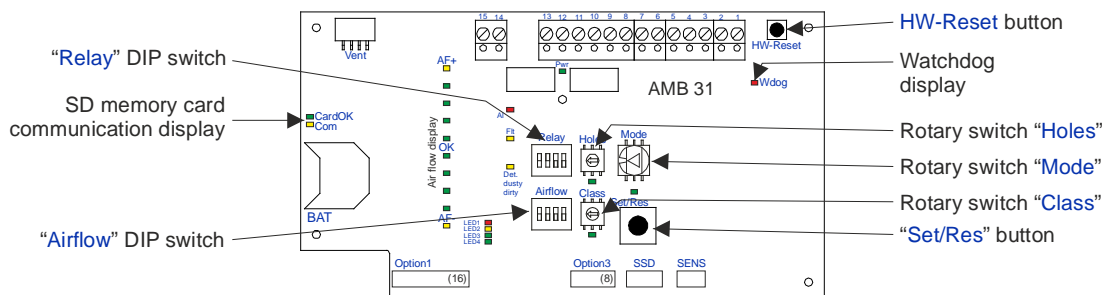 15 14
13 12 11 10 9 8 7 6 5 4 3 2 1
HW-Reset button
HW-Reset
Vent
"Relay" DIP switch
AF+
Pwr
Wdog
Watchdog
display
AMB 31
SD memory card
communication display
CardOK
Com
Al
Flt
Relay
Holes
Mode
Rotary switch "Holes"
Air flow display
OK
Rotary switch "Mode"
Det.
dusty
dirty
Airflow
Class
Set/Res
Rotary switch "Class"
BAT
AF-
LED1
LED2
LED3
LED4
"Airflow" DIP switch
"Set/Res" button
Option1
(16)
Option3
(8)
SSD
SENS